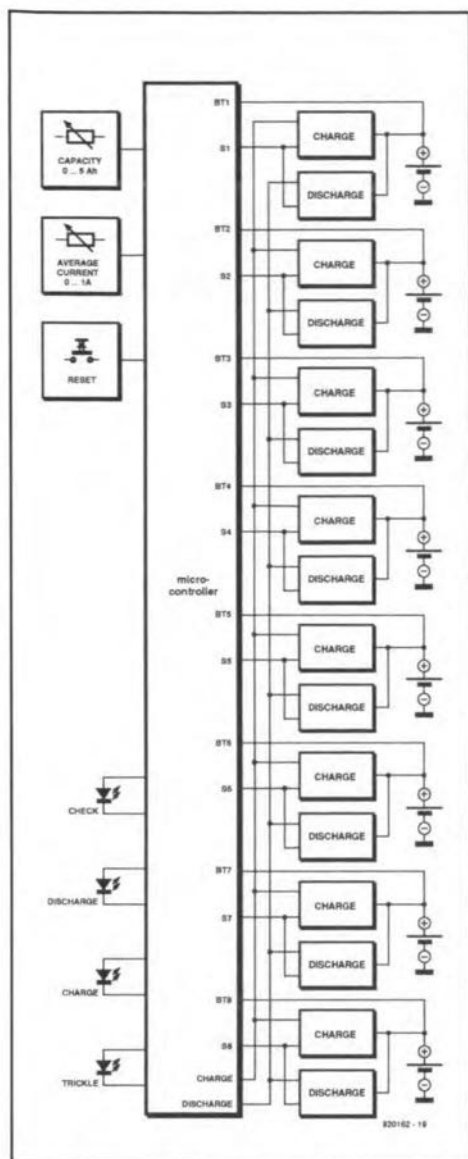 CAPACITY
0 ... 5 Ah
AVERAGE
CURRENT
0 ... 1A
RESET
micro-
controller
CHECK
DISCHARGE
CHARGE
TRICKLE
BT1
S1
CHARGE
DISCHARGE
BT2
S2
CHARGE
DISCHARGE
BT3
S3
CHARGE
DISCHARGE
BT4
S4
CHARGE
DISCHARGE
BT5
S5
CHARGE
DISCHARGE
BT6
S6
CHARGE
DISCHARGE
BT7
S7
CHARGE
DISCHARGE
BT8
S8
CHARGE
DISCHARGE
CHARGE
DISCHARGE
920162 - 19